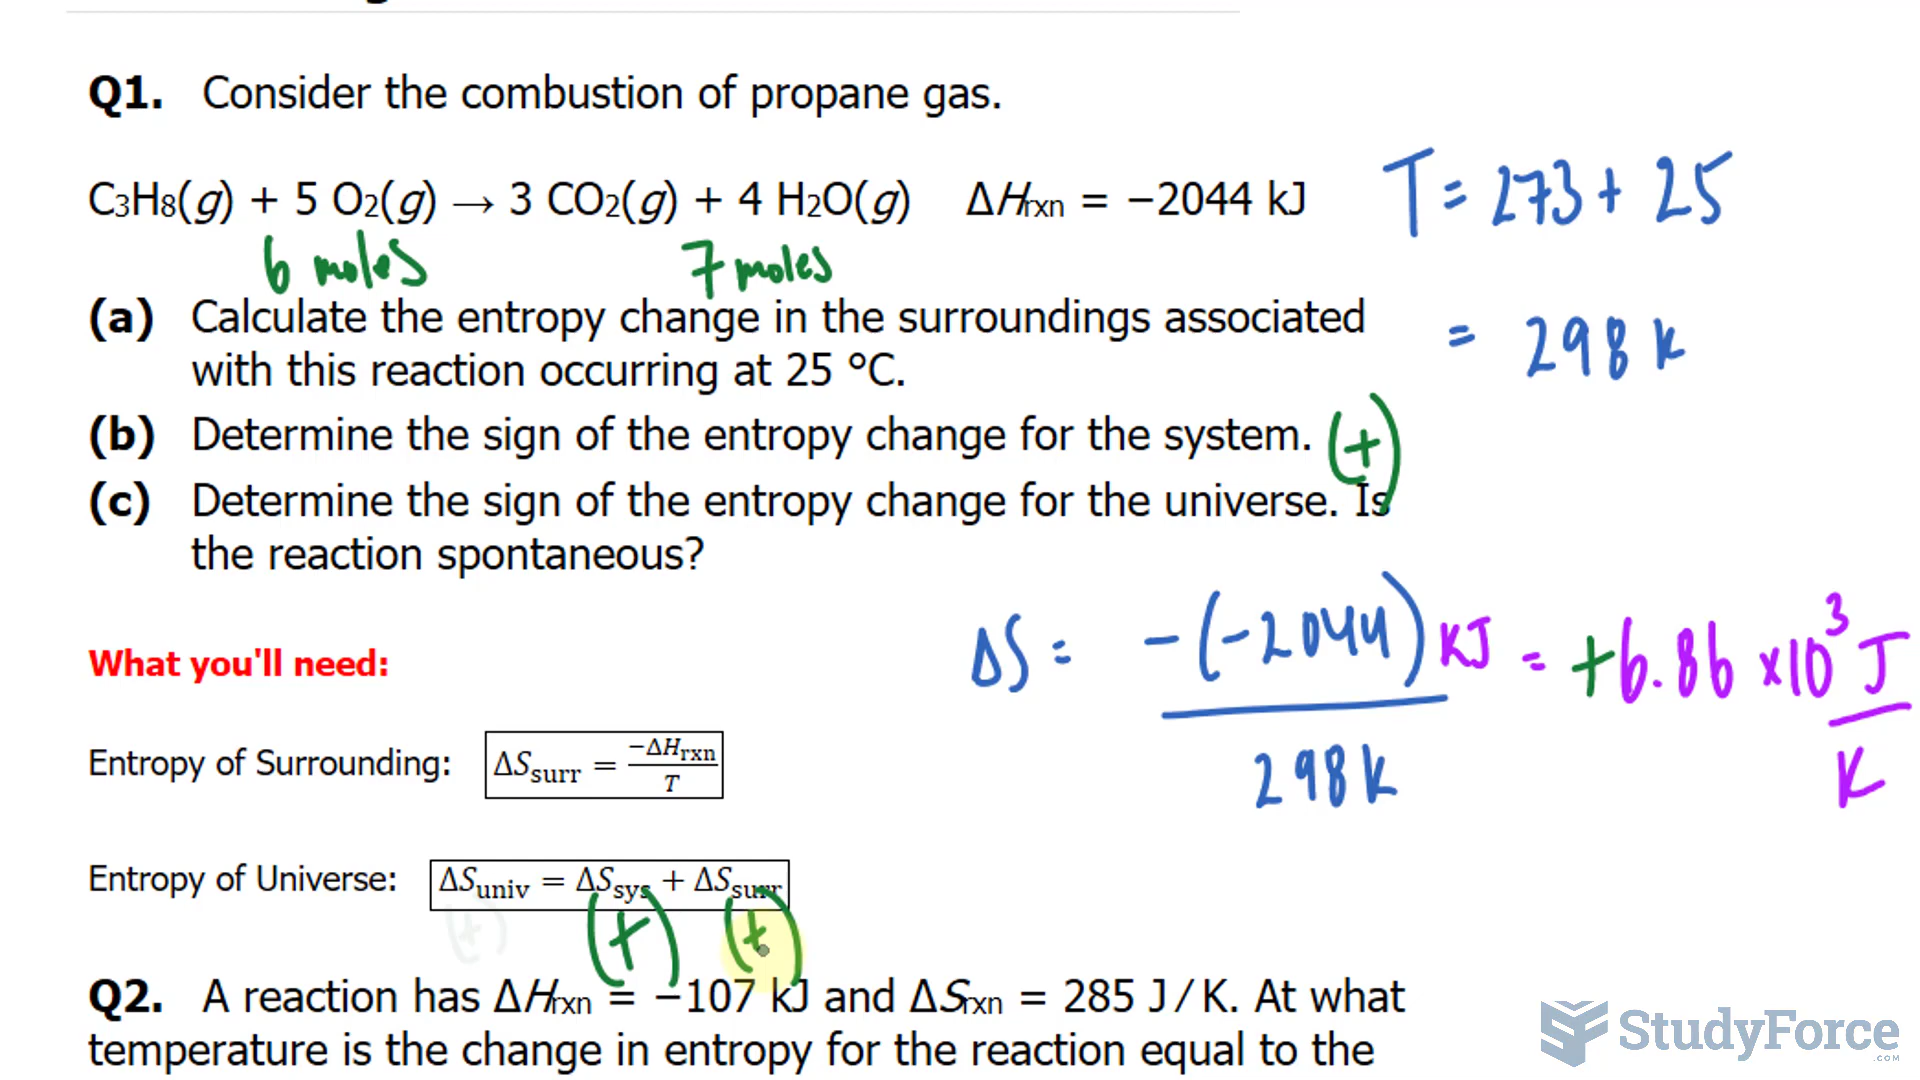 Q1. Consider the combustion of propane gas.
C3H8(g) + 5 O2(g) → 3 CO2(g) + 4 H2O(g) ΔHrxn = −2044 kJ
T = 273 + 25
6 moles 7 moles
(a) Calculate the entropy change in the surroundings associated
with this reaction occurring at 25 °C.
= 298 K
(b) Determine the sign of the entropy change for the system. (+)
(c) Determine the sign of the entropy change for the universe. Is
the reaction spontaneous?
ΔS = −(−2044) kJ / 298 K = +6.86 ×10³ J/K
What you'll need:
Entropy of Surrounding: ΔSsurr = −ΔHrxn / T
Entropy of Universe: ΔSuniv = ΔSsys + ΔSsurr
(+) (+) (+)
Q2. A reaction has ΔHrxn = −107 kJ and ΔSrxn = 285 J/K. At what
temperature is the change in entropy for the reaction equal to the
StudyForce
.COM